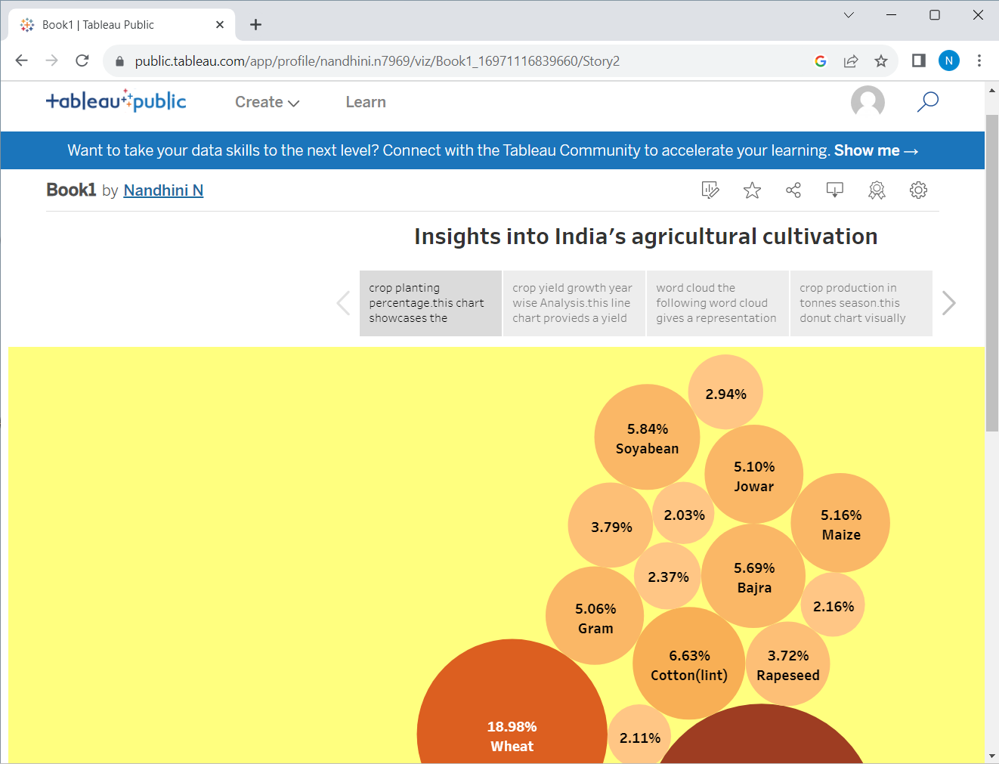 Book1 | Tableau Public
public.tableau.com/app/profile/nandhini.n7969/viz/Book1_16971116839660/Story2
N
+ableau public
Create
Learn
Want to take your data skills to the next level? Connect with the Tableau Community to accelerate your learning. Show me →
Book1 by Nandhini N
Insights into India's agricultural cultivation
crop planting
percentage.this chart
showcases the
crop yield growth year
wise Analysis.this line
chart provieds a yield
word cloud the
following word cloud
gives a representation
crop production in
tonnes season.this
donut chart visually
2.94%
5.84%
Soyabean
5.10%
Jowar
2.03%
5.16%
Maize
3.79%
5.69%
Bajra
2.37%
2.16%
5.06%
Gram
6.63%
Cotton(lint)
3.72%
Rapeseed
18.98%
Wheat
2.11%